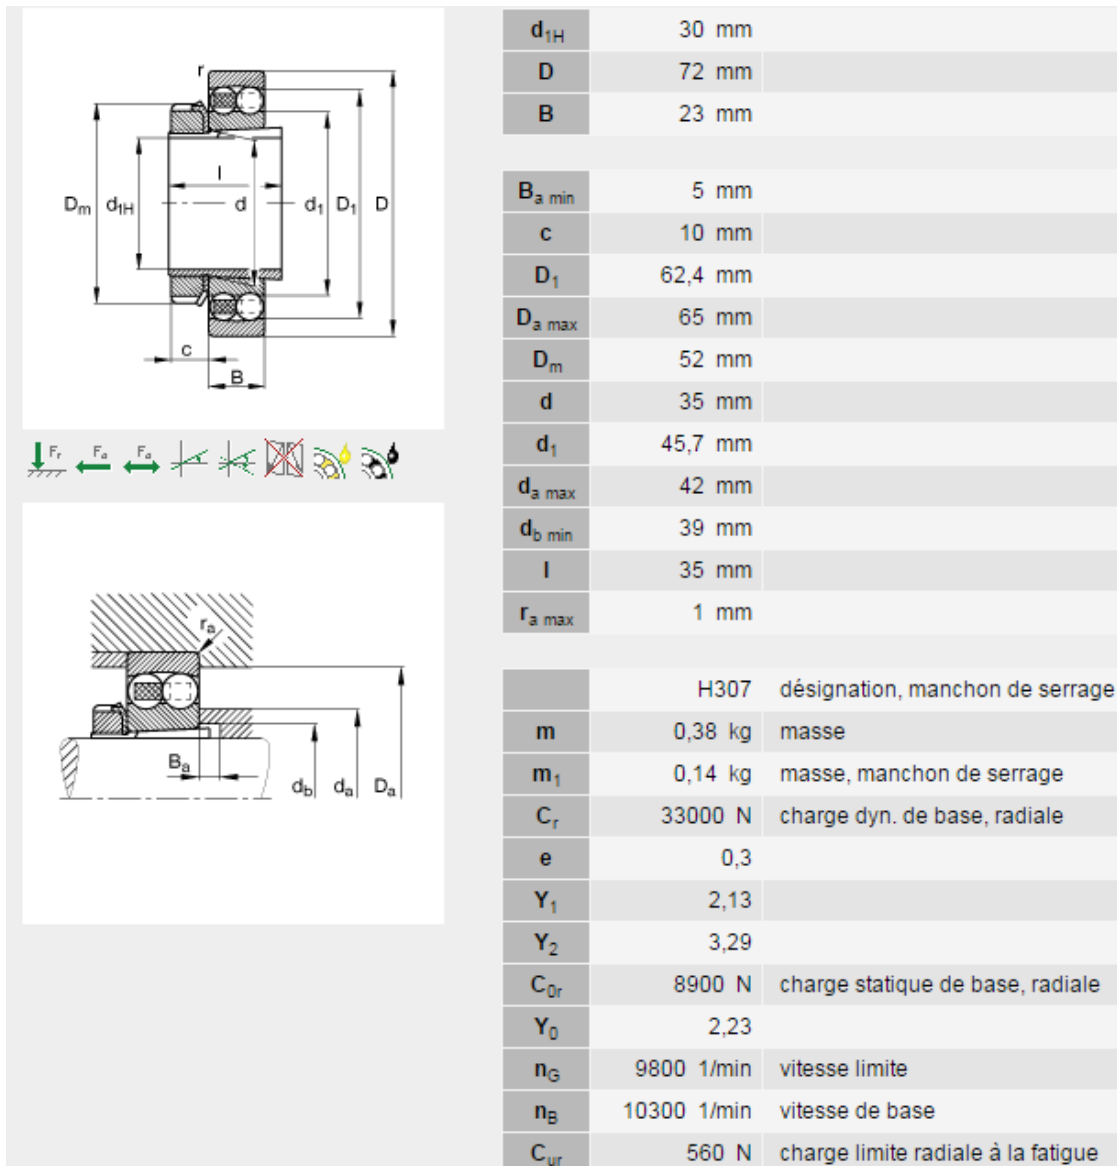 r
l
Dm d1H d d1 D1 D
c
B
Fr Fa Fa
ra
Ba
db da Da
d1H 30 mm
D 72 mm
B 23 mm
Ba min 5 mm
c 10 mm
D1 62,4 mm
Da max 65 mm
Dm 52 mm
d 35 mm
d1 45,7 mm
da max 42 mm
db min 39 mm
l 35 mm
ra max 1 mm
H307 désignation, manchon de serrage
m 0,38 kg masse
m1 0,14 kg masse, manchon de serrage
Cr 33000 N charge dyn. de base, radiale
e 0,3
Y1 2,13
Y2 3,29
C0r 8900 N charge statique de base, radiale
Y0 2,23
nG 9800 1/min vitesse limite
nB 10300 1/min vitesse de base
Cur 560 N charge limite radiale à la fatigue